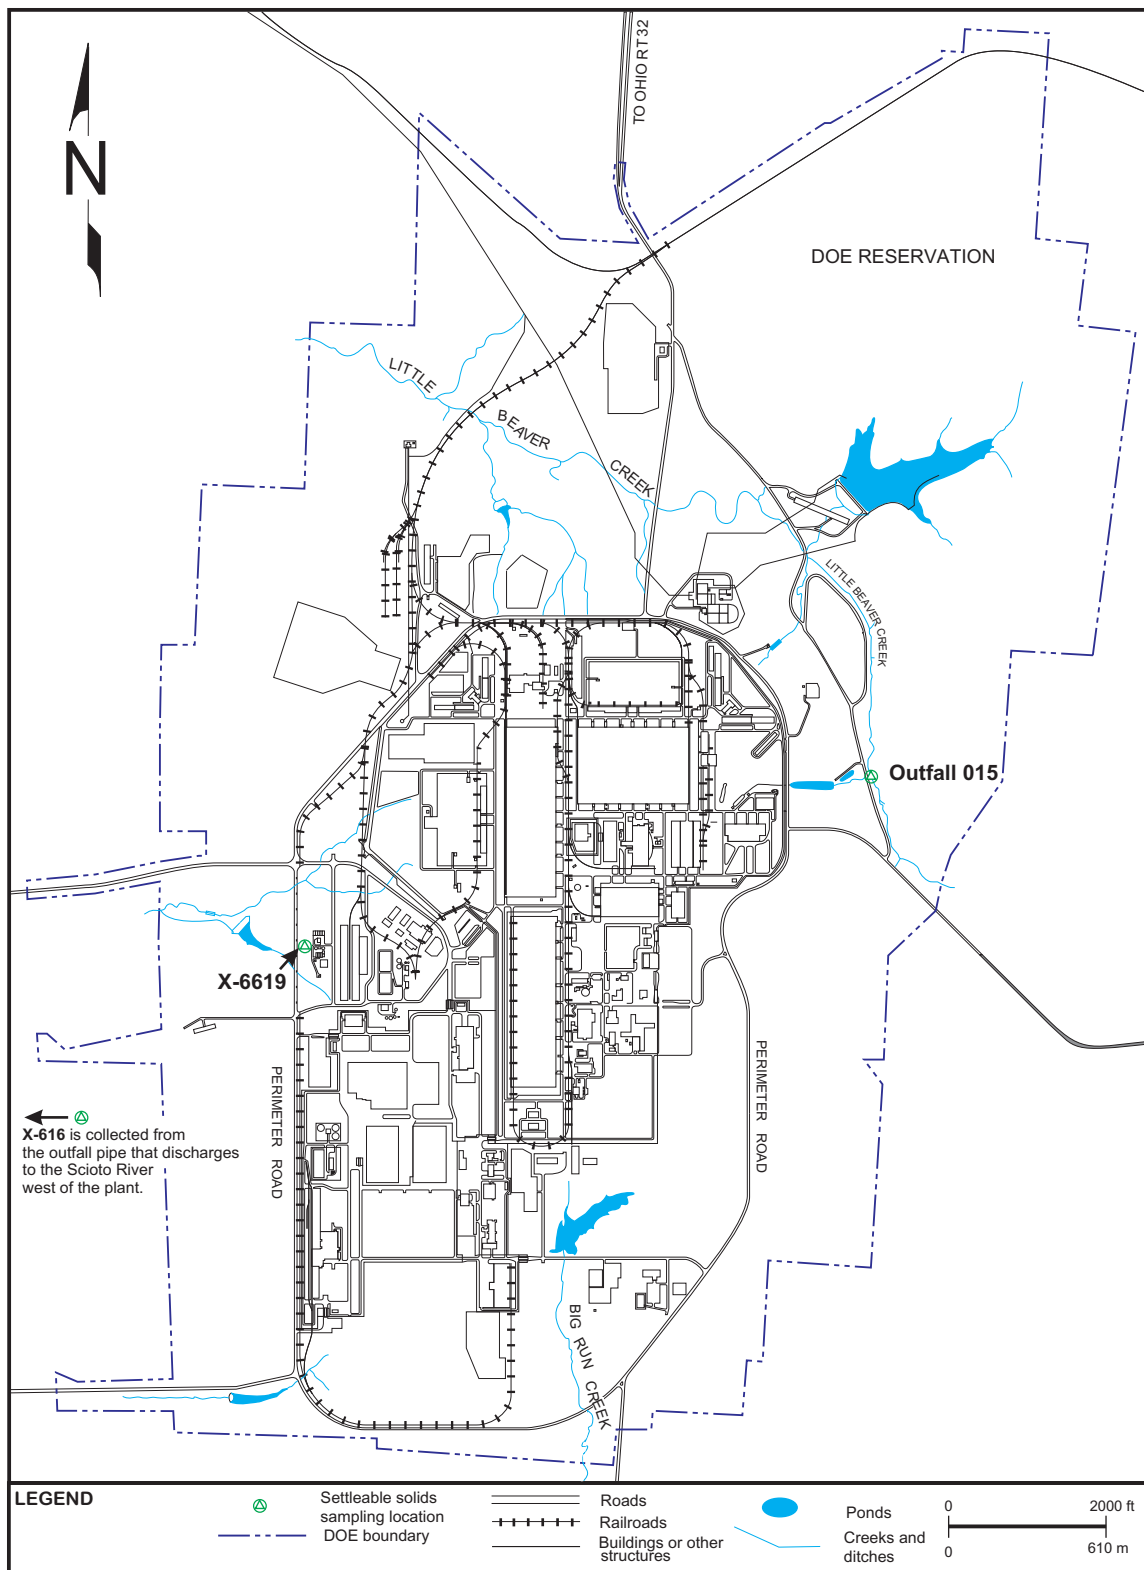 TO OHIO RT32
N
DOE RESERVATION
LITTLE
BEAVER
CREEK
LITTLE BEAVER CREEK
Outfall 015
X-6619
PERIMETER ROAD
PERIMETER ROAD
X-616 is collected from
the outfall pipe that discharges
to the Scioto River
west of the plant.
BIG RUN CREEK
LEGEND
Settleable solids
sampling location
DOE boundary
Roads
Railroads
Buildings or other
structures
Ponds
Creeks and
ditches
0 2000 ft
0 610 m